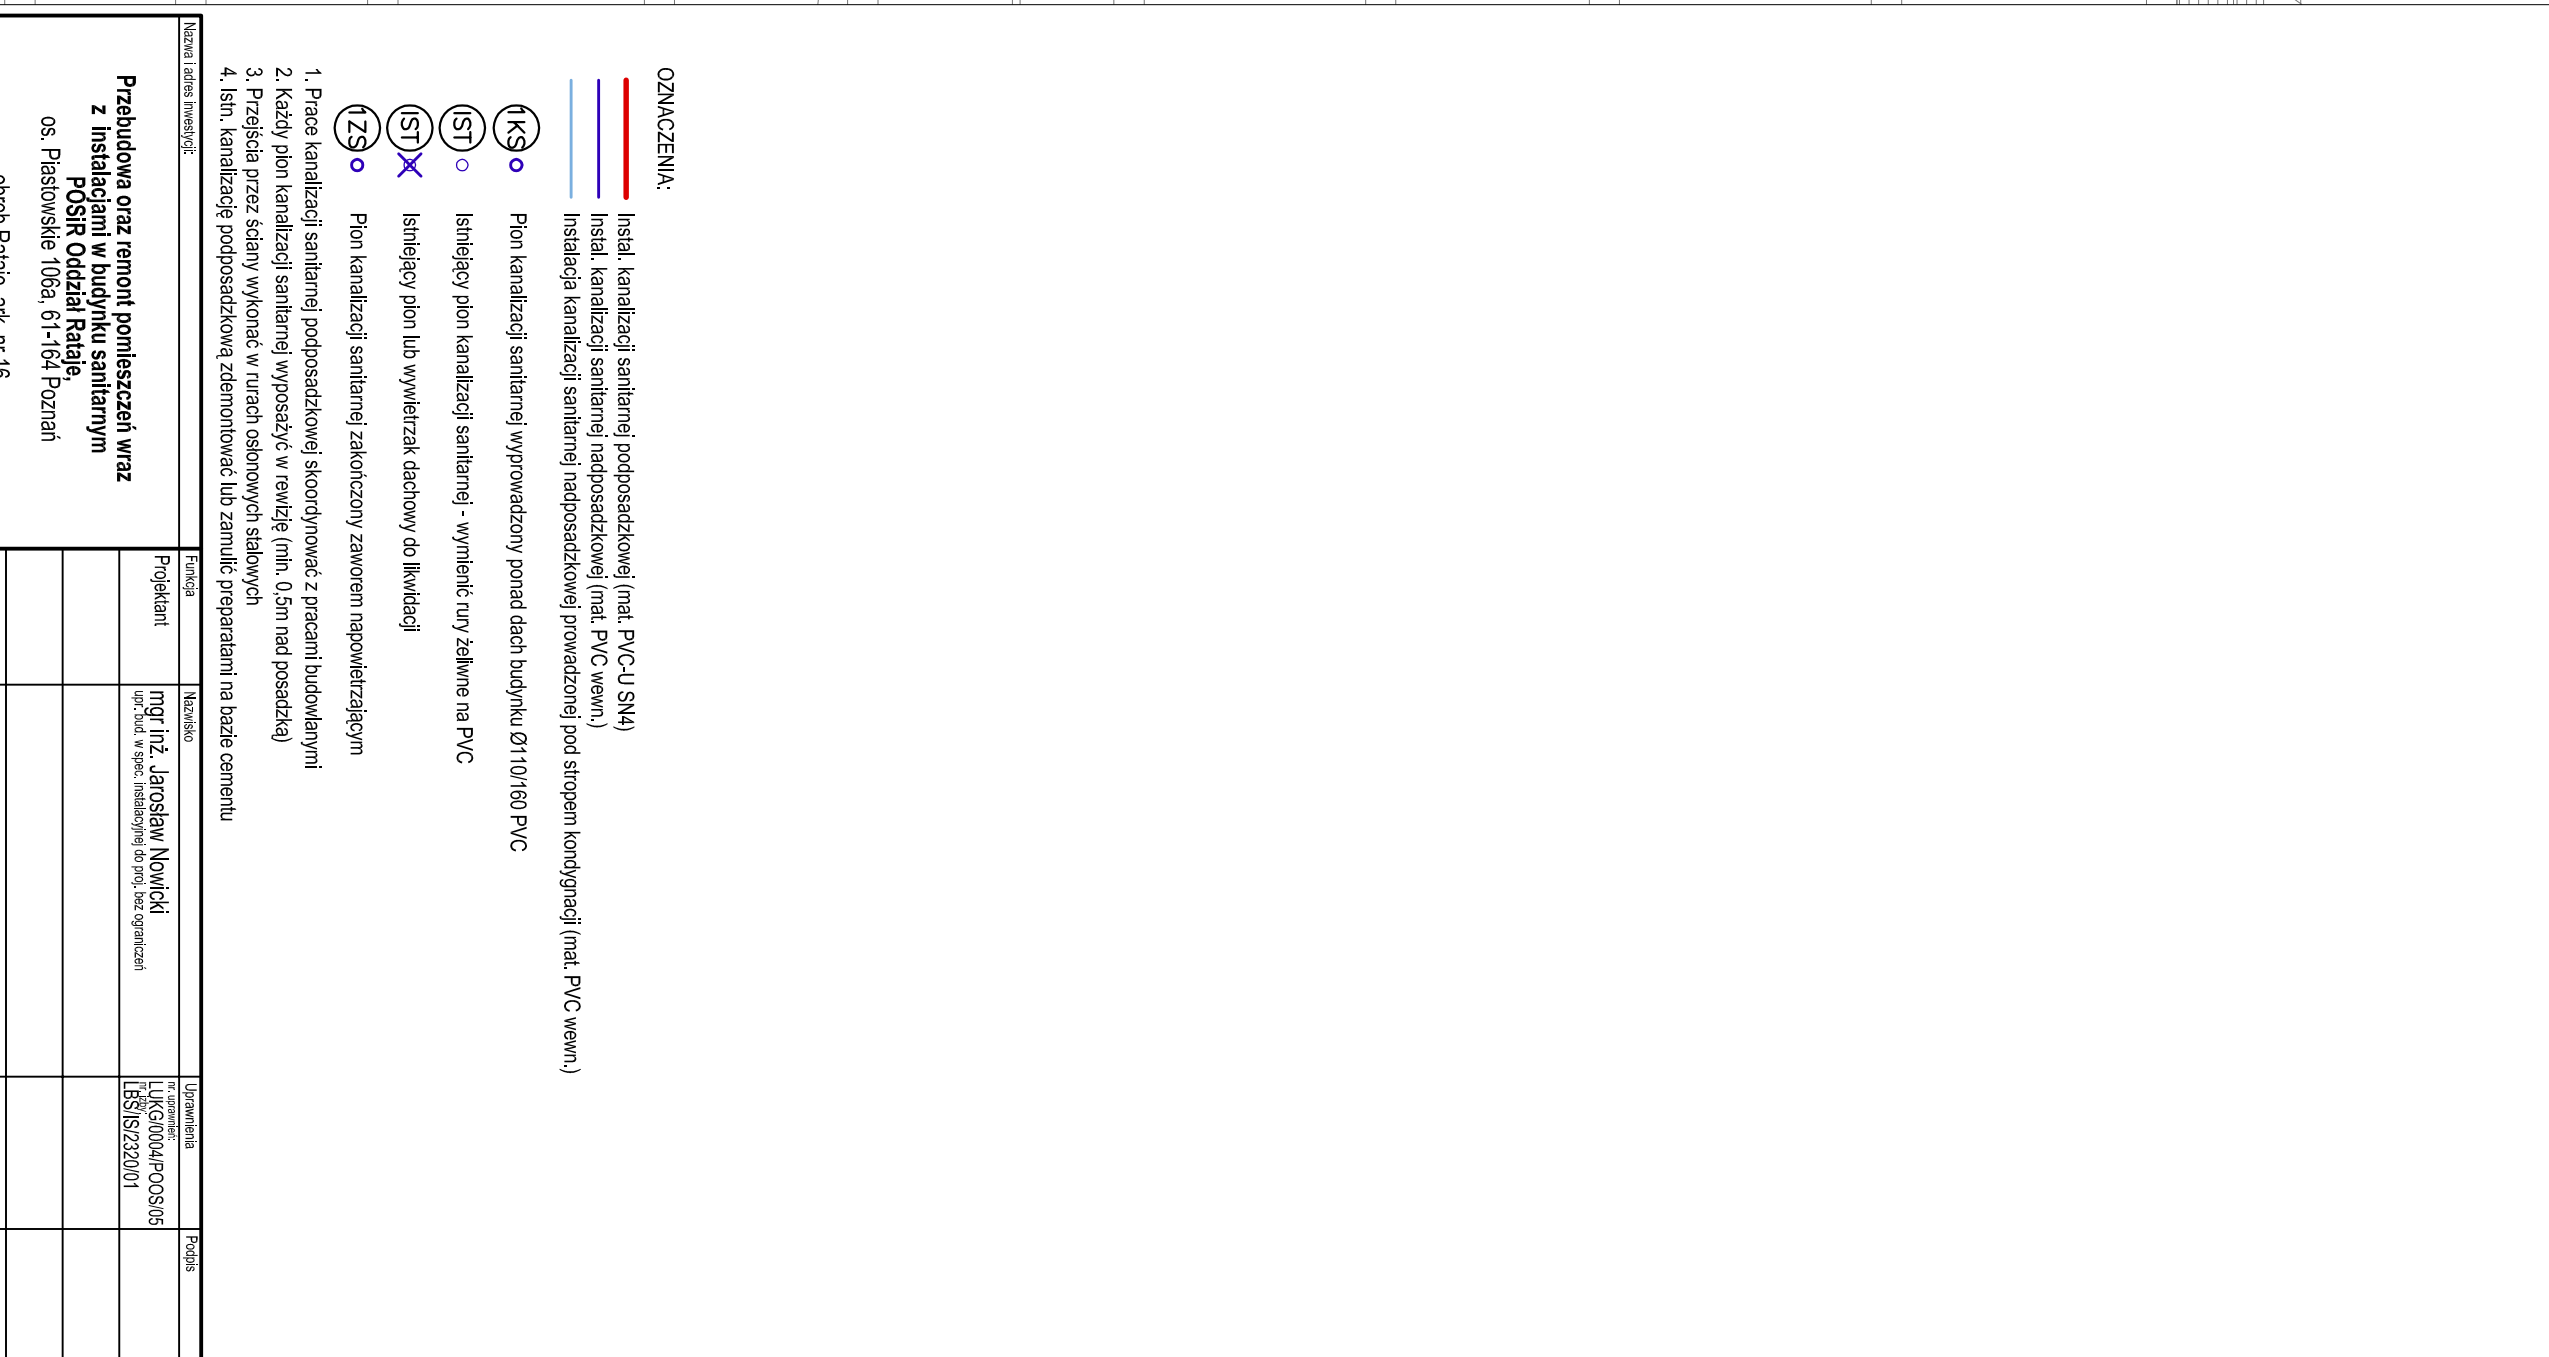 OZNACZENIA:
Instal. kanalizacji sanitarnej podposadzkowej (mat. PVC-U SN4)
Instal. kanalizacji sanitarnej nadposadzkowej (mat. PVC wewn.)
Instalacja kanalizacji sanitarnej nadposadzkowej prowadzonej pod stropem kondygnacji (mat. PVC wewn.)
1KS Pion kanalizacji sanitarnej wyprowadzony ponad dach budynku Ø110/160 PVC
IST Istniejący pion kanalizacji sanitarnej - wymienić rury żeliwne na PVC
IST Istniejący pion lub wywietrzak dachowy do likwidacji
1ZS Pion kanalizacji sanitarnej zakończony zaworem napowietrzającym
1. Prace kanalizacji sanitarnej podposadzkowej skoordynować z pracami budowlanymi
2. Każdy pion kanalizacji sanitarnej wyposażyć w rewizję (min. 0,5m nad posadzką)
3. Przejścia przez ściany wykonać w rurach osłonowych stalowych
4. Istn. kanalizację podposadzkową zdemontować lub zamulić preparatami na bazie cementu
Nazwa i adres inwestycji:
Przebudowa oraz remont pomieszczeń wraz
z instalacjami w budynku sanitarnym
POSiR Oddział Rataje,
os. Piastowskie 106a, 61-164 Poznań
obręb Rataje, ark. nr 16
Funkcja
Nazwisko
Uprawnienia
Podpis
Projektant
mgr inż. Jarosław Nowicki
upr. bud. w spec. instalacyjnej do proj. bez ograniczeń
nr. uprawnień:
LUKG/0004/POOS/05
nr. izby:
LBS/IS/2320/01